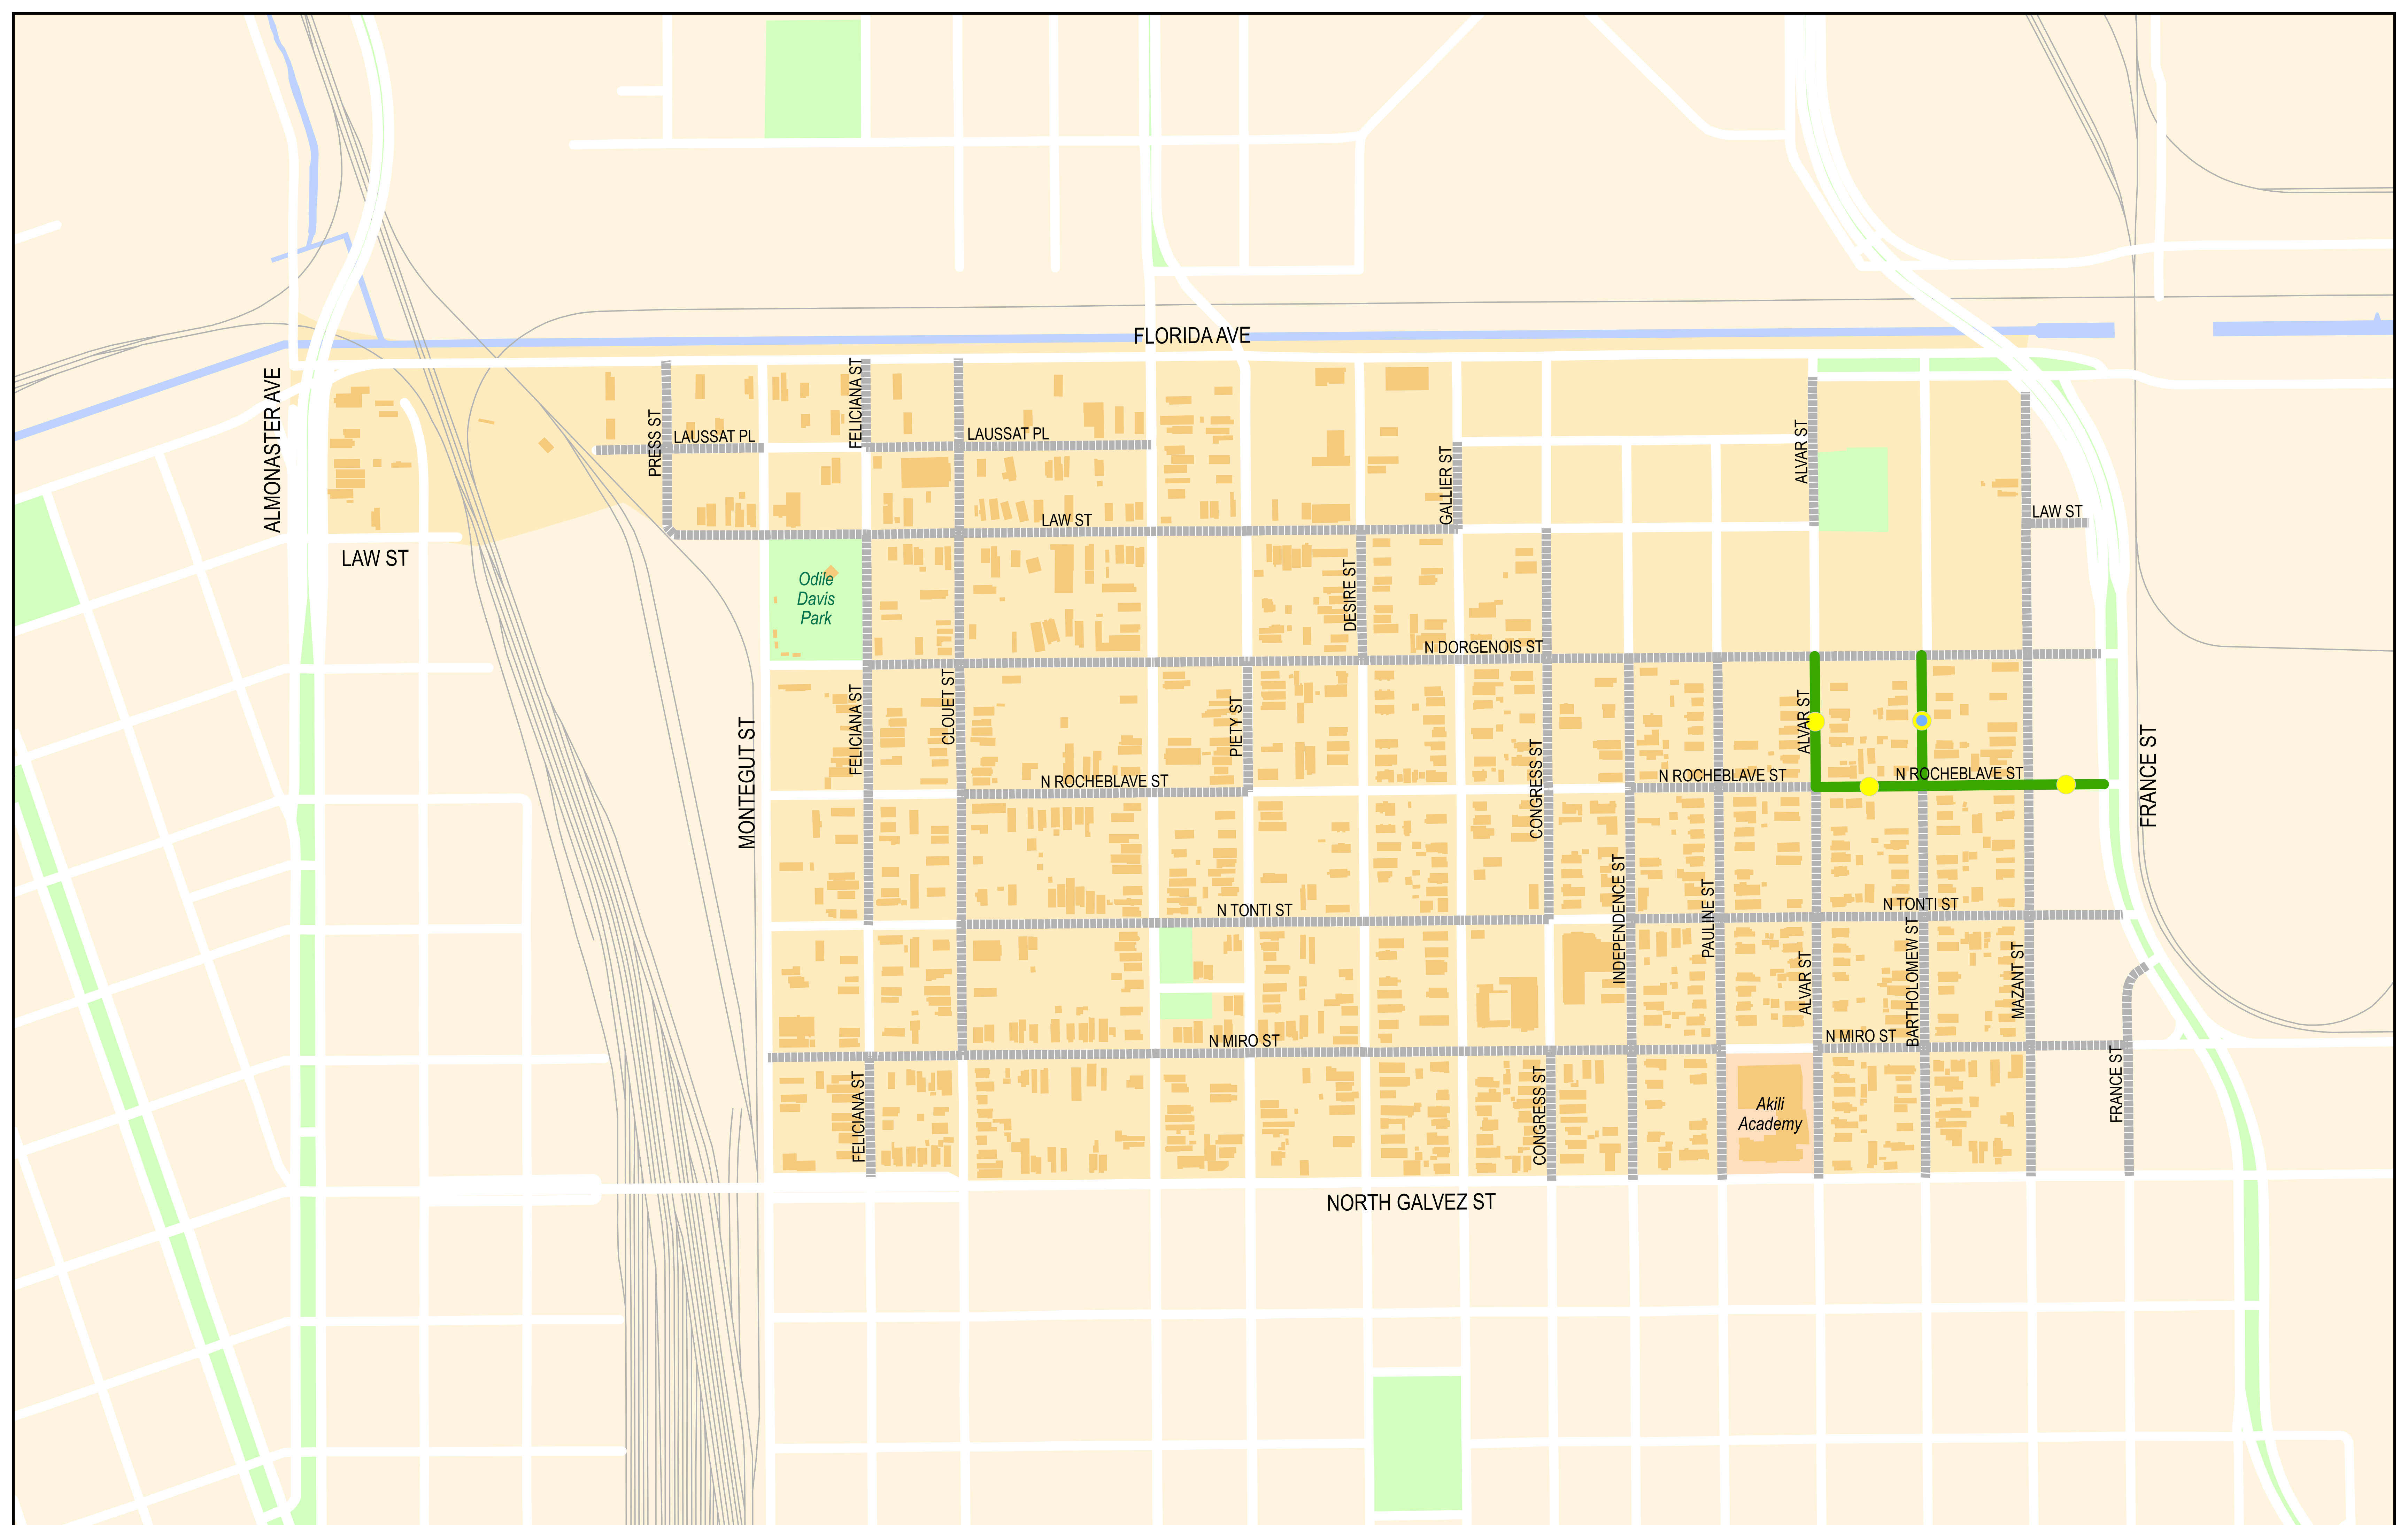 FLORIDA AVE
ALMONASTER AVE
PRESS ST
LAUSSAT PL
FELICIANA ST
LAUSSAT PL
GALLIER ST
ALVAR ST
LAW ST
LAW ST
LAW ST
Odile
Davis
Park
DESIRE ST
N DORGENOIS ST
MONTEGUT ST
FELICIANA ST
CLOUET ST
PIETY ST
N ROCHEBLAVE ST
CONGRESS ST
N ROCHEBLAVE ST
ALVAR ST
N ROCHEBLAVE ST
FRANCE ST
N TONTI ST
INDEPENDENCE ST
PAULINE ST
N TONTI ST
ALVAR ST
BARTHOLOMEW ST
MAZANT ST
N MIRO ST
N MIRO ST
FELICIANA ST
CONGRESS ST
Akili
Academy
FRANCE ST
NORTH GALVEZ ST